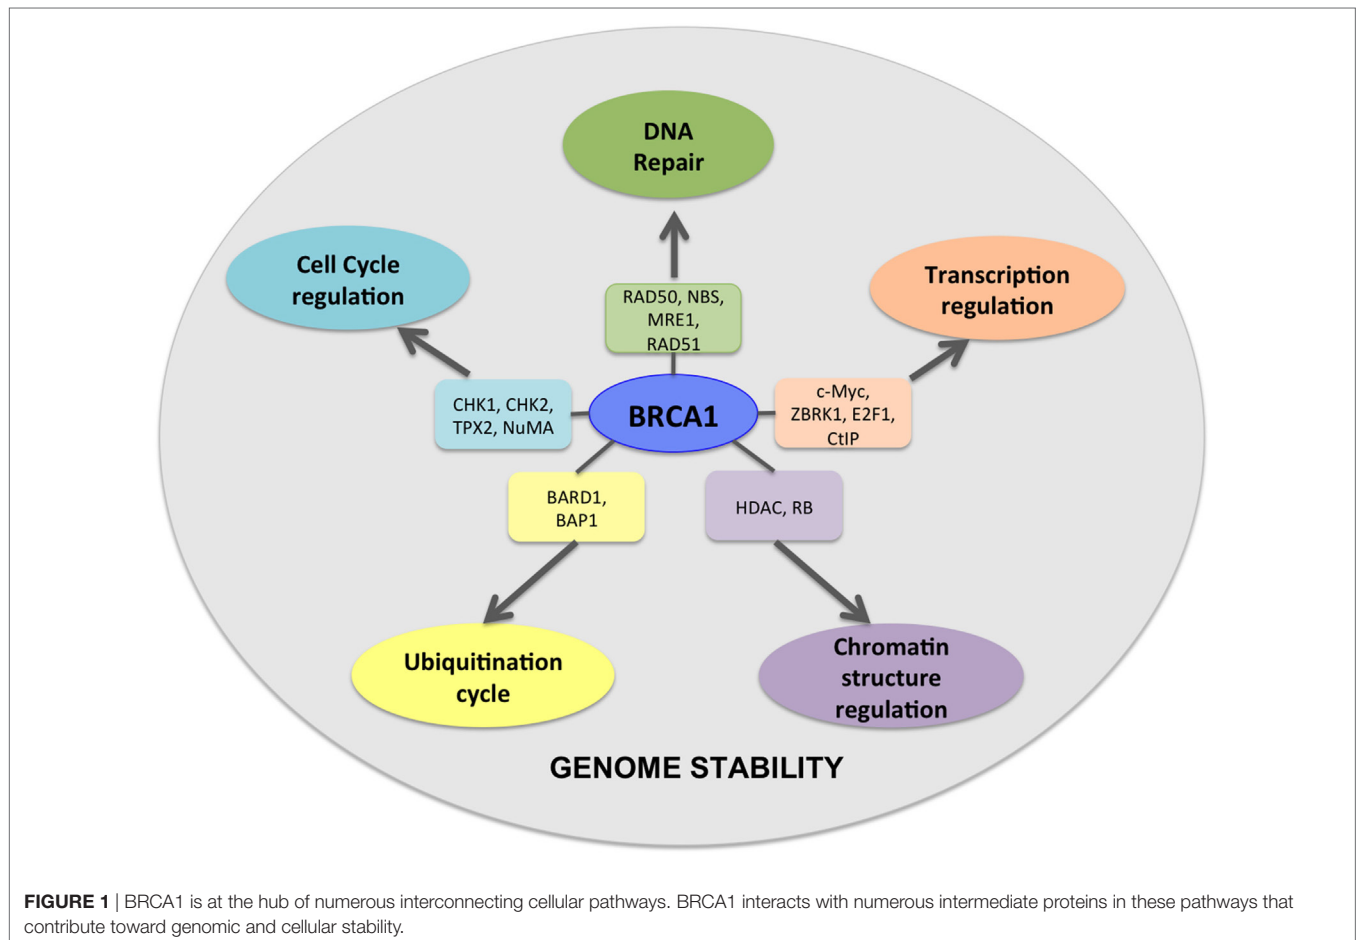 DNA
Repair
Cell Cycle
regulation
Transcription
regulation
RAD50, NBS,
MRE1,
RAD51
CHK1, CHK2,
TPX2, NuMA
BRCA1
c-Myc,
ZBRK1, E2F1,
CtIP
BARD1,
BAP1
HDAC, RB
Ubiquitination
cycle
Chromatin
structure
regulation
GENOME STABILITY
FIGURE 1 | BRCA1 is at the hub of numerous interconnecting cellular pathways. BRCA1 interacts with numerous intermediate proteins in these pathways that
contribute toward genomic and cellular stability.